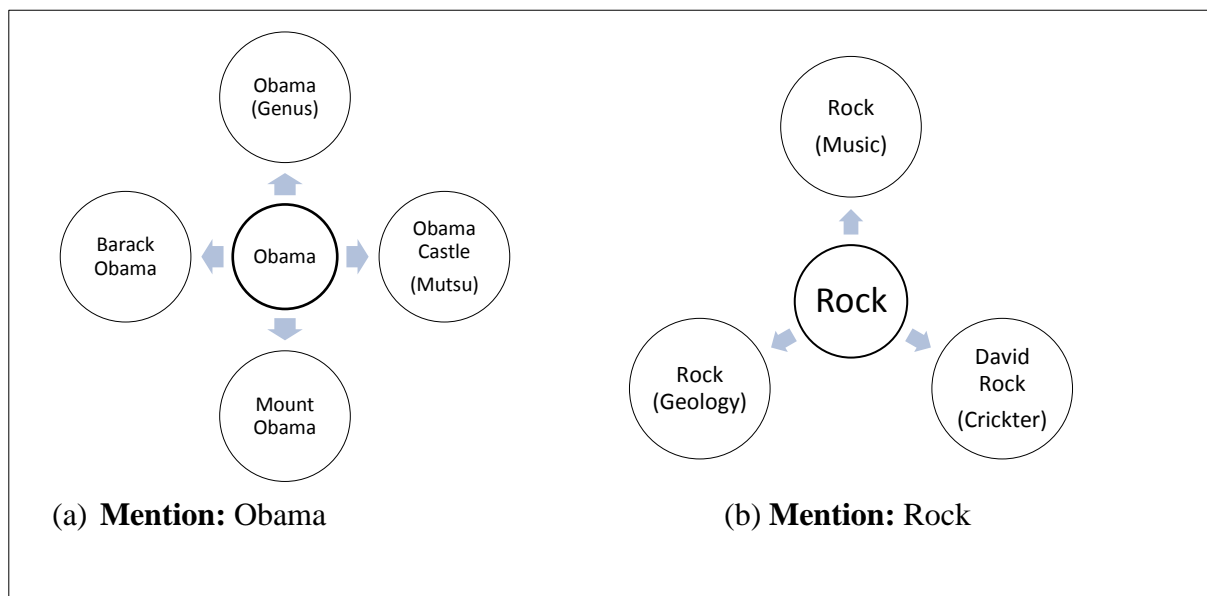 Obama
(Genus)
Barack
Obama
Obama
Obama
Castle
(Mutsu)
Mount
Obama
(a) Mention: Obama
Rock
(Music)
Rock
Rock
(Geology)
David
Rock
(Crickter)
(b) Mention: Rock